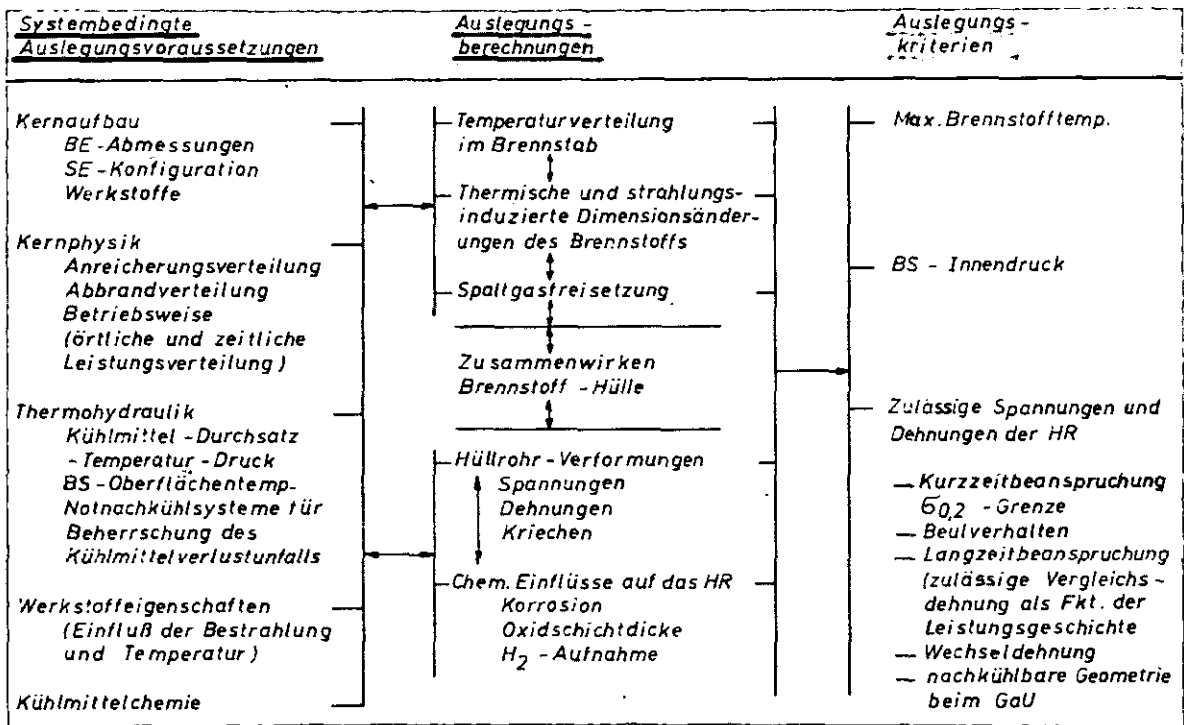 Systembedingte
Auslegungsvoraussetzungen
Kernaufbau
BE-Abmessungen
SE-Konfiguration
Werkstoffe
Kernphysik
Anreicherungsverteilung
Abbrandverteilung
Betriebsweise
(örtliche und zeitliche
Leistungsverteilung)
Thermohydraulik
Kühlmittel-Durchsatz
-Temperatur-Druck
BS-Oberflächentemp.
Notnachkühlsysteme für
Beherrschung des
Kühlmittelverlustunfalls
Werkstoffeigenschaften
(Einfluß der Bestrahlung
und Temperatur)
Kühlmittelchemie
Auslegungs-
berechnungen
Temperaturverteilung
im Brennstab
Thermische und strahlungs-
induzierte Dimensionsänder-
ungen des Brennstoffs
Spaltgasfreisetzung
Zusammenwirken
Brennstoff-Hülle
Hüllrohr-Verformungen
Spannungen
Dehnungen
Kriechen
Chem. Einflüsse auf das HR
Korrosion
Oxidschichtdicke
H2-Aufnahme
Auslegungs-
kriterien
Max. Brennstofftemp.
BS-Innendruck
Zulässige Spannungen und
Dehnungen der HR
— Kurzzeitbeanspruchung
σ0,2 -Grenze
— Beulverhalten
— Langzeitbeanspruchung
(zulässige Vergleichs-
dehnung als Fkt. der
Leistungsgeschichte
— Wechseldehnung
— nachkühlbare Geometrie
beim GaU